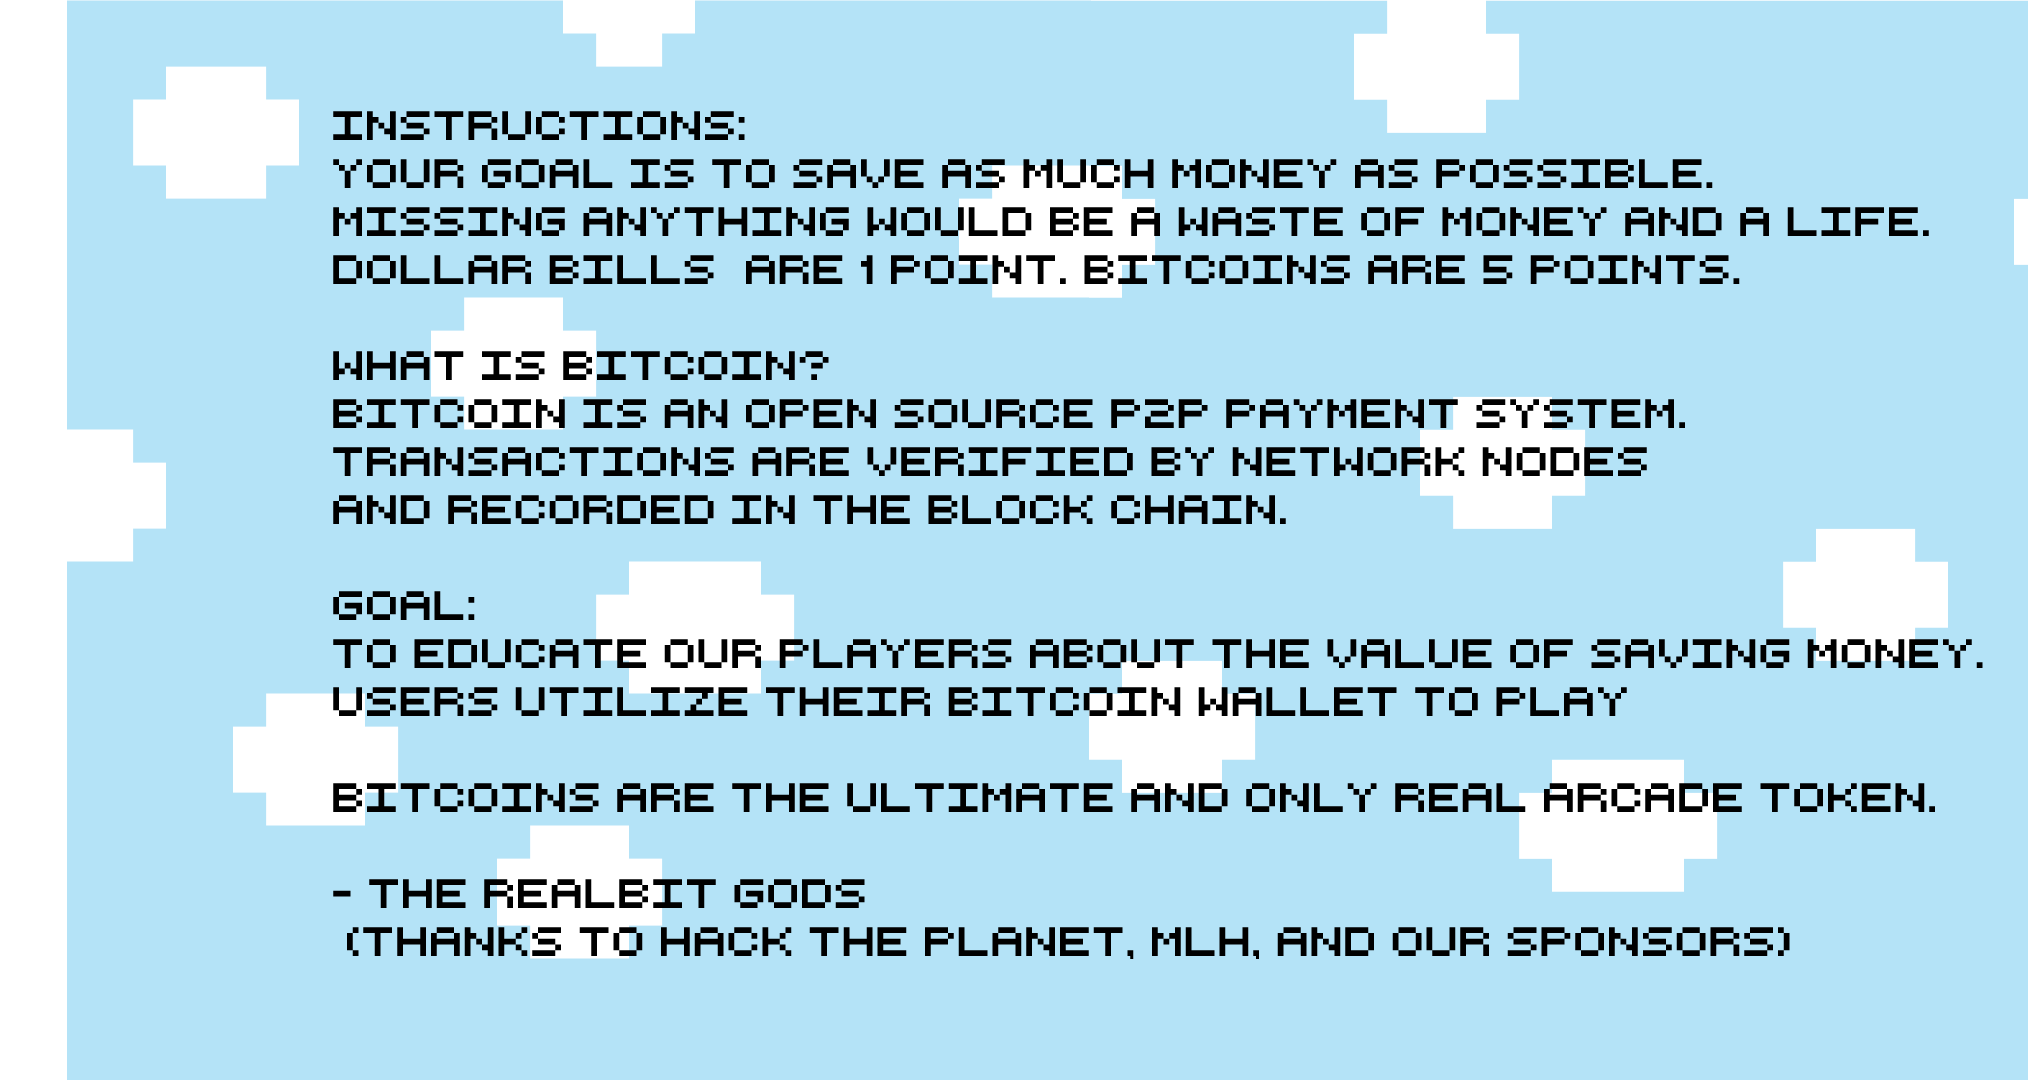 INSTRUCTIONS:
YOUR GOAL IS TO SAVE AS MUCH MONEY AS POSSIBLE.
MISSING ANYTHING WOULD BE A WASTE OF MONEY AND A LIFE.
DOLLAR BILLS  ARE 1 POINT. BITCOINS ARE 5 POINTS.
WHAT IS BITCOIN?
BITCOIN IS AN OPEN SOURCE P2P PAYMENT SYSTEM.
TRANSACTIONS ARE VERIFIED BY NETWORK NODES
AND RECORDED IN THE BLOCK CHAIN.
GOAL:
TO EDUCATE OUR PLAYERS ABOUT THE VALUE OF SAVING MONEY.
USERS UTILIZE THEIR BITCOIN WALLET TO PLAY
BITCOINS ARE THE ULTIMATE AND ONLY REAL ARCADE TOKEN.
- THE REALBIT GODS
(THANKS TO HACK THE PLANET, MLH, AND OUR SPONSORS)